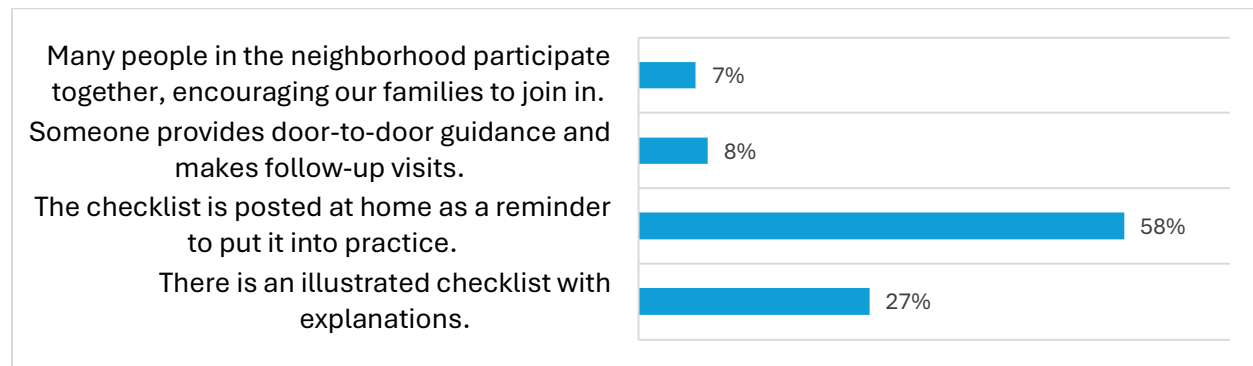 Many people in the neighborhood participate
together, encouraging our families to join in.
7%
Someone provides door-to-door guidance and
makes follow-up visits.
8%
The checklist is posted at home as a reminder
to put it into practice.
58%
There is an illustrated checklist with
explanations.
27%